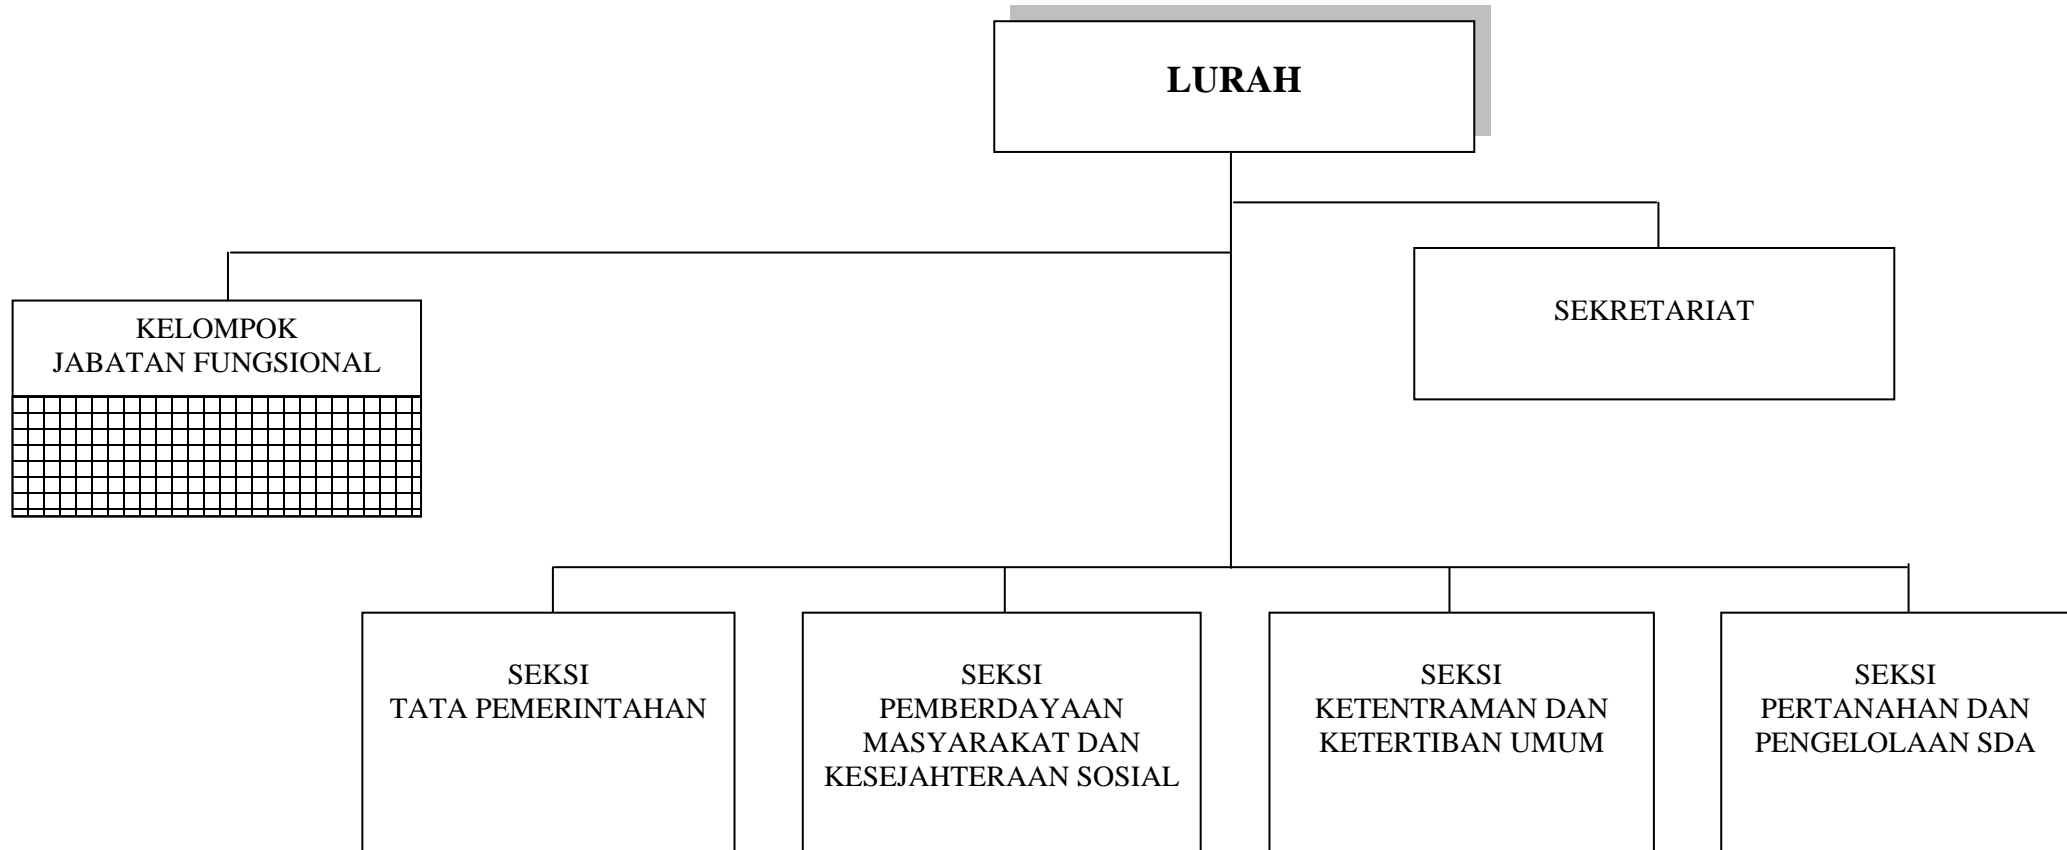 LURAH
SEKRETARIAT
KELOMPOK
JABATAN FUNGSIONAL
SEKSI
TATA PEMERINTAHAN
SEKSI
PEMBERDAYAAN
MASYARAKAT DAN
KESEJAHTERAAN SOSIAL
SEKSI
KETENTRAMAN DAN
KETERTIBAN UMUM
SEKSI
PERTANAHAN DAN
PENGELOLAAN SDA